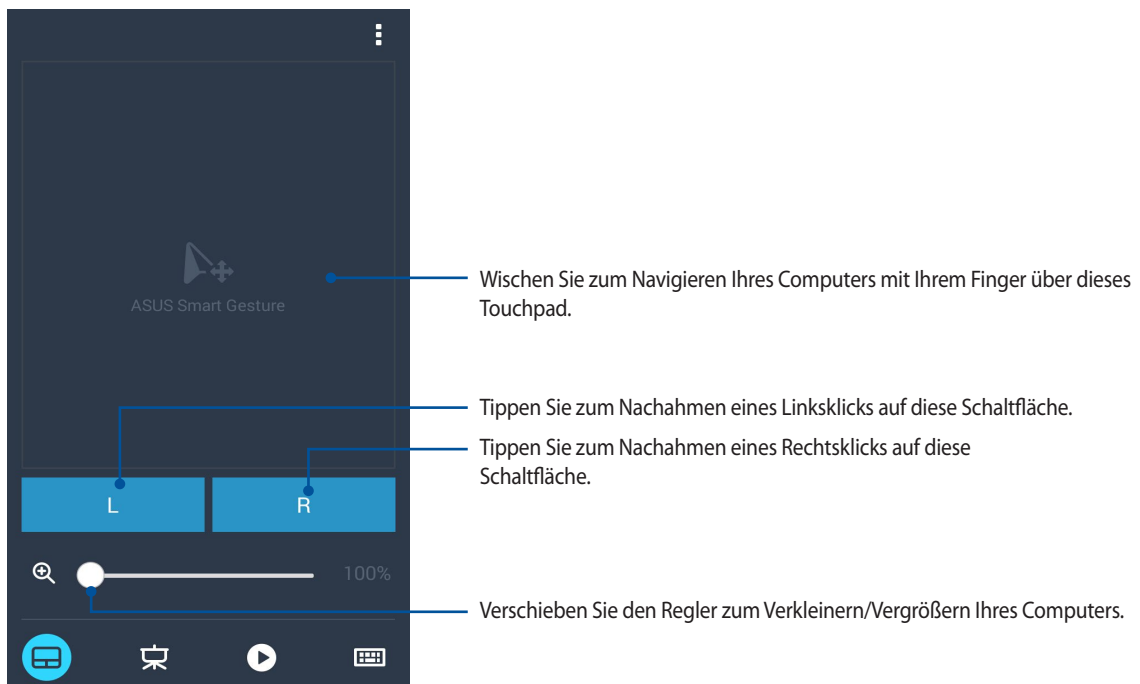 ASUS Smart Gesture
Wischen Sie zum Navigieren Ihres Computers mit Ihrem Finger über dieses
Touchpad.
Tippen Sie zum Nachahmen eines Linksklicks auf diese Schaltfläche.
Tippen Sie zum Nachahmen eines Rechtsklicks auf diese
Schaltfläche.
L R
100%
Verschieben Sie den Regler zum Verkleinern/Vergrößern Ihres Computers.